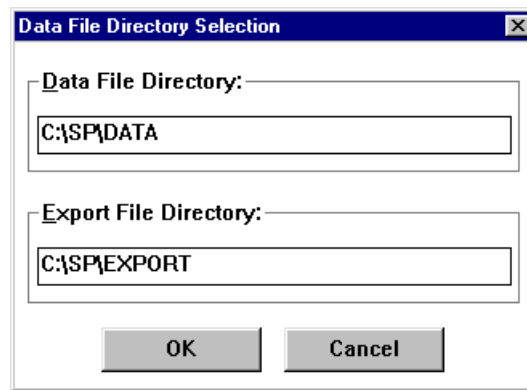 Data File Directory Selection
Data File Directory:
C:\SP\DATA
Export File Directory:
C:\SP\EXPORT
OK
Cancel